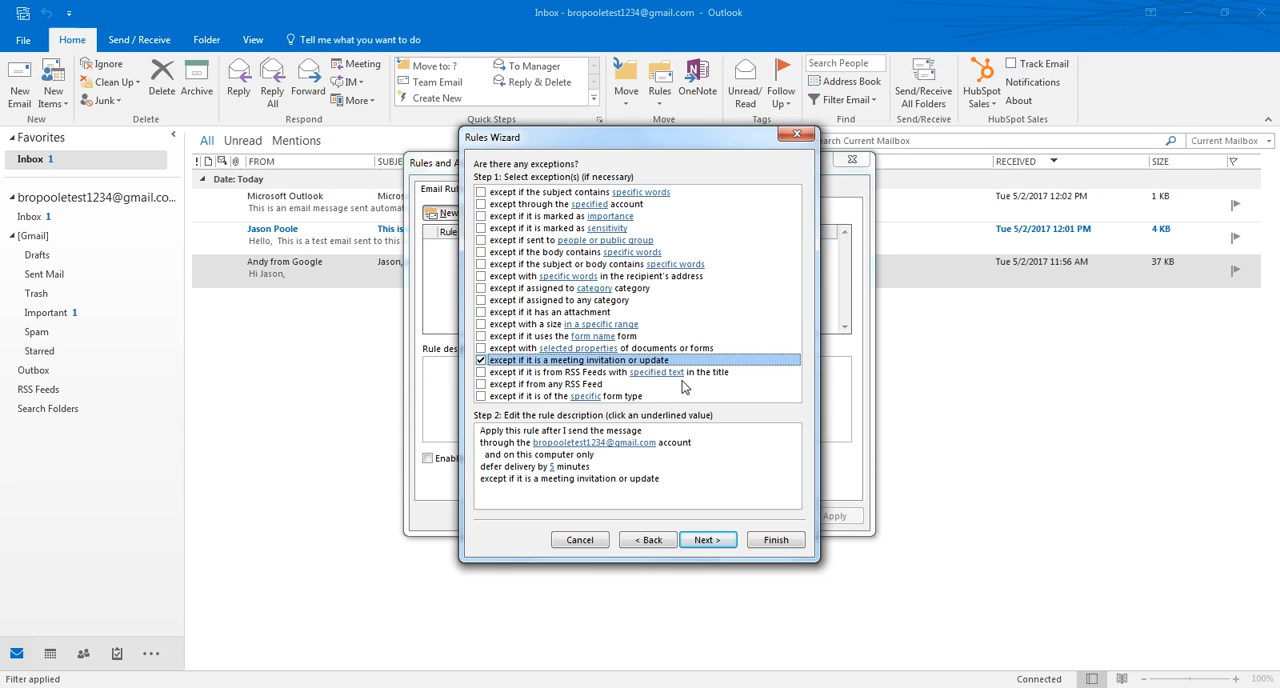 Inbox - bropooletest1234@gmail.com - Outlook
File Home Send / Receive Folder View Tell me what you want to do
New Email
New Items
New
Ignore
Clean Up
Junk
Delete
Archive
Delete
Reply
Reply All
Forward
Meeting
IM
More
Respond
Move to: ?
Team Email
Create New
To Manager
Reply & Delete
Quick Steps
Move
Rules
OneNote
Move
Unread/ Read
Follow Up
Tags
Search People
Address Book
Filter Email
Find
Send/Receive All Folders
Send/Receive
HubSpot Sales
Track Email
Notifications
About
HubSpot Sales
Favorites
Inbox 1
bropooletest1234@gmail.co...
Inbox 1
[Gmail]
Drafts
Sent Mail
Trash
Important 1
Spam
Starred
Outbox
RSS Feeds
Search Folders
All Unread Mentions
Current Mailbox
Current Mailbox
! FROM SUBJE RECEIVED SIZE
Date: Today
Microsoft Outlook Micros Tue 5/2/2017 12:02 PM 1 KB
This is an email message sent automa
Jason Poole This is Tue 5/2/2017 12:01 PM 4 KB
Hello, This is a test email sent to this
Andy from Google Jason, Tue 5/2/2017 11:56 AM 37 KB
Hi Jason,
Rules and A
Email Rul
New
Rule
Rule des
Enabl
Apply
Rules Wizard
Are there any exceptions?
Step 1: Select exception(s) (if necessary)
except if the subject contains specific words
except through the specified account
except if it is marked as importance
except if it is marked as sensitivity
except if sent to people or public group
except if the body contains specific words
except if the subject or body contains specific words
except with specific words in the recipient's address
except if assigned to category category
except if assigned to any category
except if it has an attachment
except with a size in a specific range
except if it uses the form name form
except with selected properties of documents or forms
except if it is a meeting invitation or update
except if it is from RSS Feeds with specified text in the title
except if from any RSS Feed
except if it is of the specific form type
Step 2: Edit the rule description (click an underlined value)
Apply this rule after I send the message
through the bropooletest1234@gmail.com account
and on this computer only
defer delivery by 5 minutes
except if it is a meeting invitation or update
Cancel < Back Next > Finish
Filter applied
Connected
100%